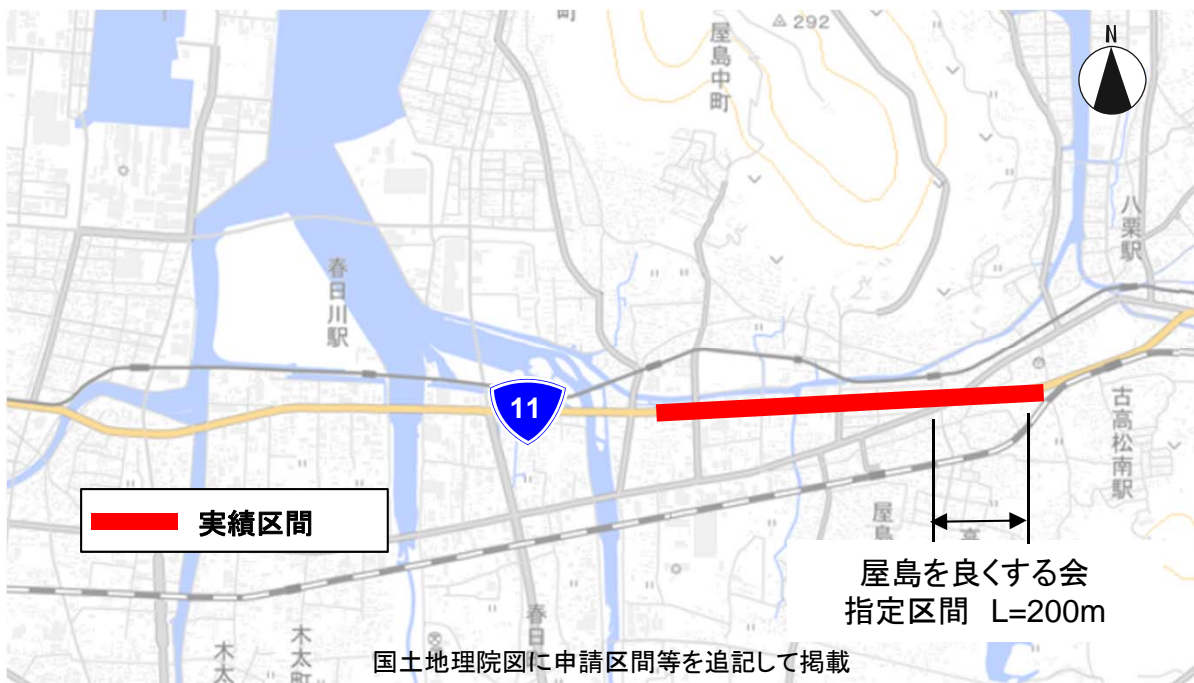 町
292
屋島中町
N
八栗駅
春日川駅
11
古高松南駅
実績区間
屋島を良くする会
指定区間 L=200m
木太
木太町
春日
国土地理院図に申請区間等を追記して掲載